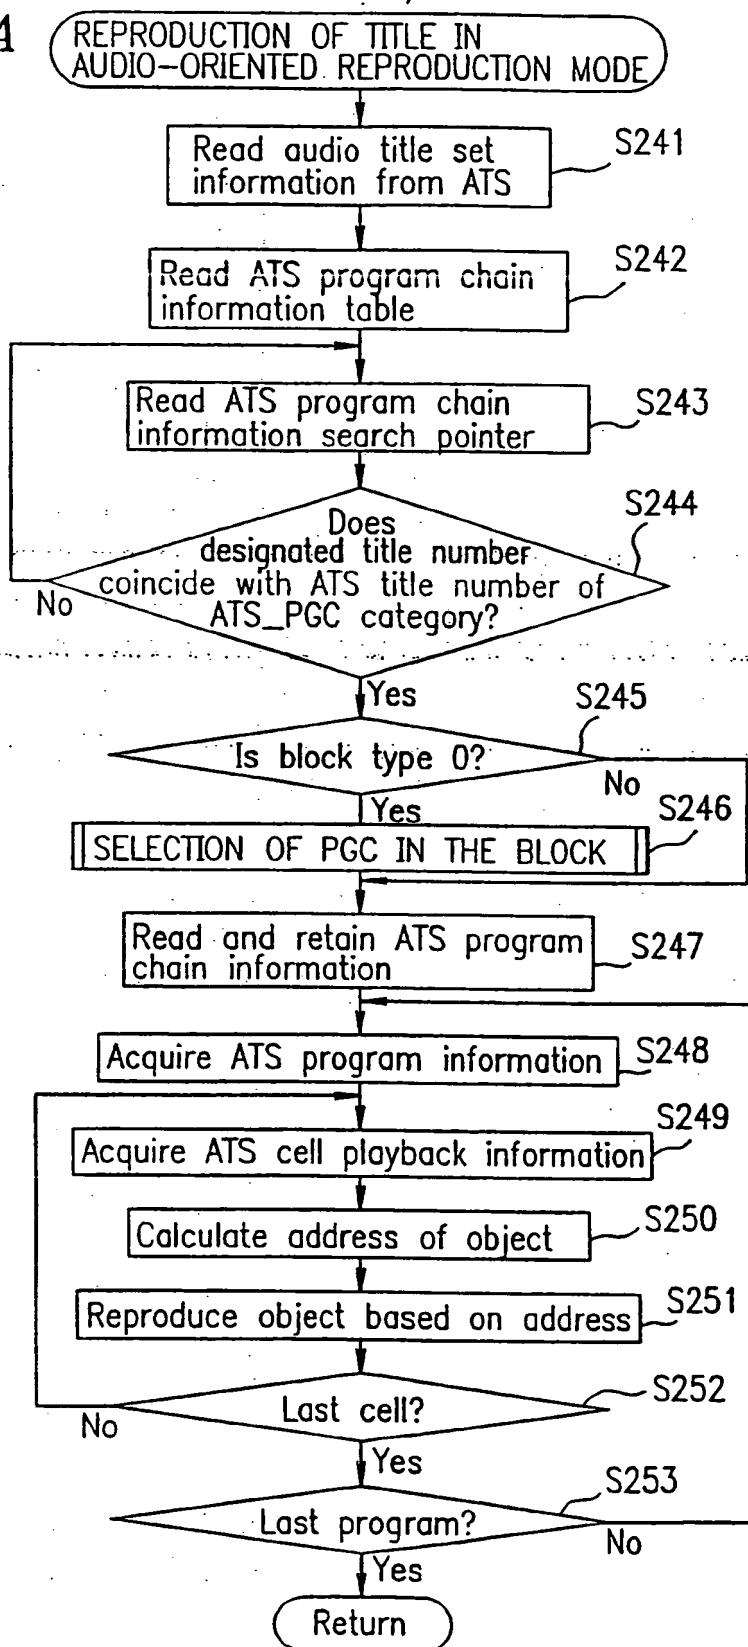 REPRODUCTION OF TITLE IN
AUDIO-ORIENTED REPRODUCTION MODE
Read audio title set
information from ATS
S241
Read ATS program chain
information table
S242
Read ATS program chain
information search pointer
S243
Does
designated title number
coincide with ATS title number of
ATS_PGC category?
S244
No
Yes
Is block type 0?
S245
No
Yes
SELECTION OF PGC IN THE BLOCK
S246
Read and retain ATS program
chain information
S247
Acquire ATS program information
S248
Acquire ATS cell playback information
S249
Calculate address of object
S250
Reproduce object based on address
S251
Last cell?
S252
No
Yes
Last program?
S253
No
Yes
Return